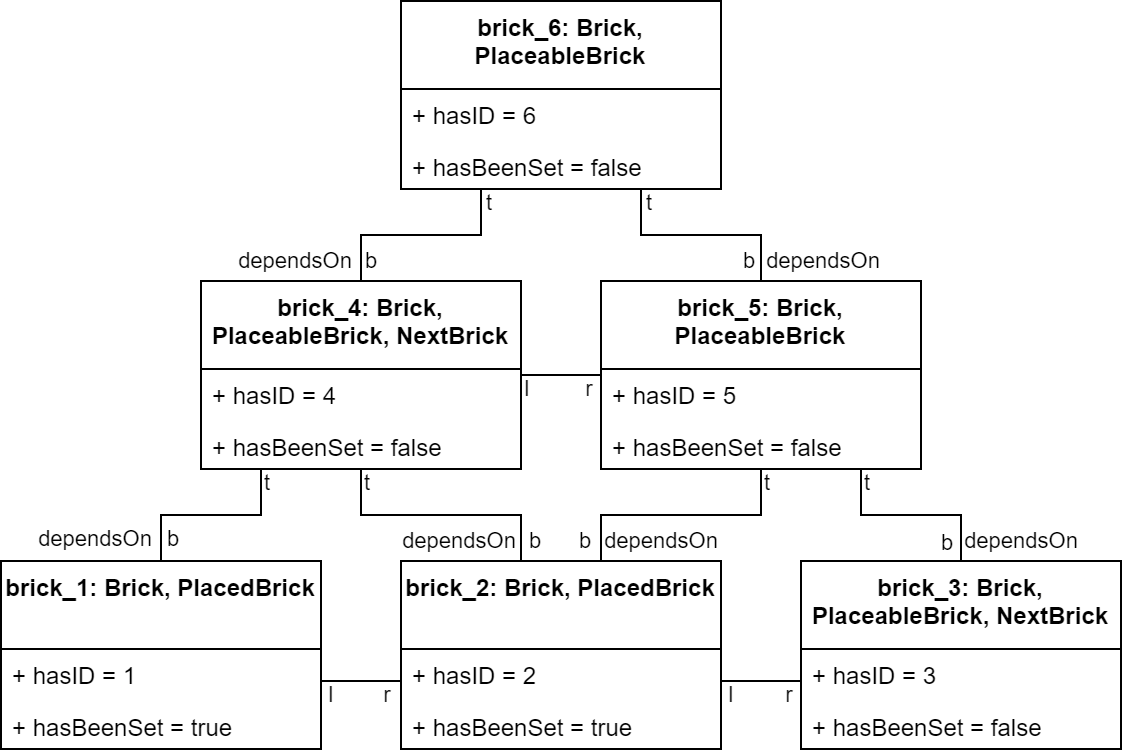 brick_6: Brick,
PlaceableBrick
+ hasID = 6
+ hasBeenSet = false
t t
dependsOn b b dependsOn
brick_4: Brick,
PlaceableBrick, NextBrick
+ hasID = 4
+ hasBeenSet = false
l r
brick_5: Brick,
PlaceableBrick
+ hasID = 5
+ hasBeenSet = false
t t t t
dependsOn b dependsOn b b dependsOn b dependsOn
brick_1: Brick, PlacedBrick
+ hasID = 1
+ hasBeenSet = true
l r
brick_2: Brick, PlacedBrick
+ hasID = 2
+ hasBeenSet = true
l r
brick_3: Brick,
PlaceableBrick, NextBrick
+ hasID = 3
+ hasBeenSet = false